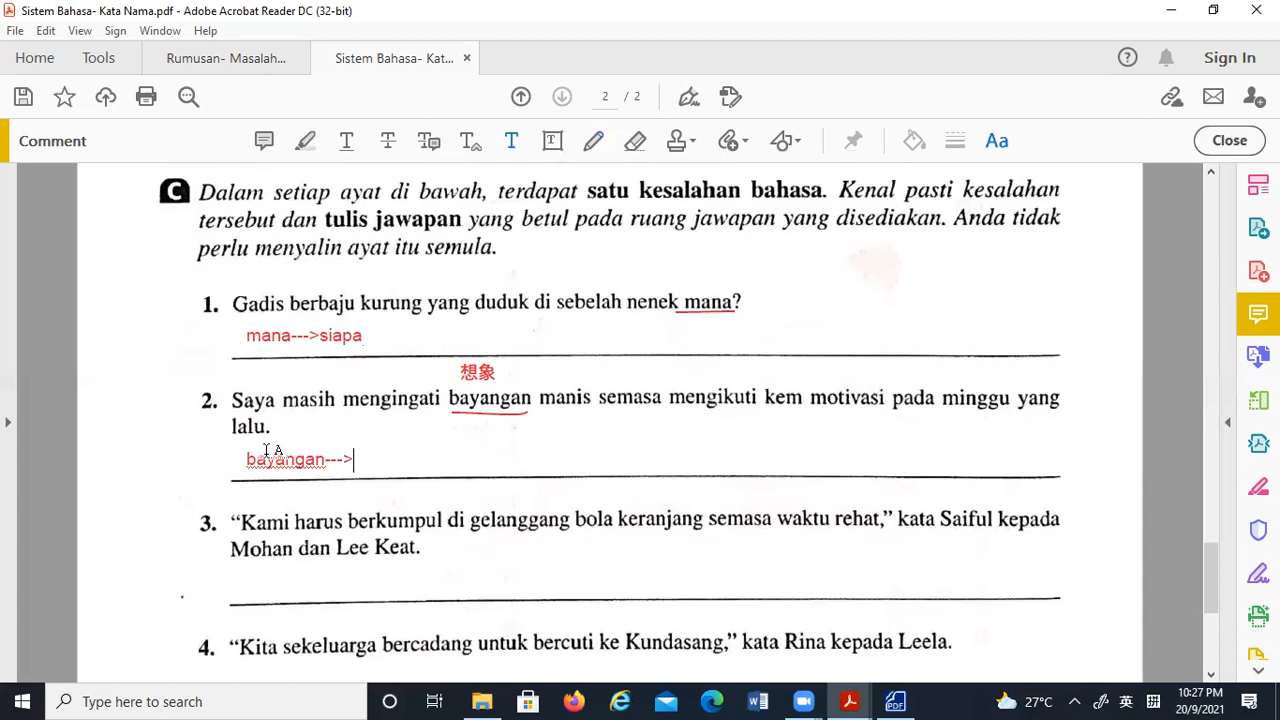 Sistem Bahasa- Kata Nama.pdf - Adobe Acrobat Reader DC (32-bit)
File Edit View Sign Window Help
Home Tools Rumusan- Masalah... Sistem Bahasa- Kat... × Sign In
2 / 2
Comment Aa Close
C Dalam setiap ayat di bawah, terdapat satu kesalahan bahasa. Kenal pasti kesalahan
tersebut dan tulis jawapan yang betul pada ruang jawapan yang disediakan. Anda tidak
perlu menyalin ayat itu semula.
1. Gadis berbaju kurung yang duduk di sebelah nenek mana?
mana--->siapa
想象
2. Saya masih mengingati bayangan manis semasa mengikuti kem motivasi pada minggu yang
lalu.
bayangan--->
3. “Kami harus berkumpul di gelanggang bola keranjang semasa waktu rehat,” kata Saiful kepada
Mohan dan Lee Keat.
4. “Kita sekeluarga bercadang untuk bercuti ke Kundasang,” kata Rina kepada Leela.
Type here to search 27°C 英 拼 10:27 PM
20/9/2021